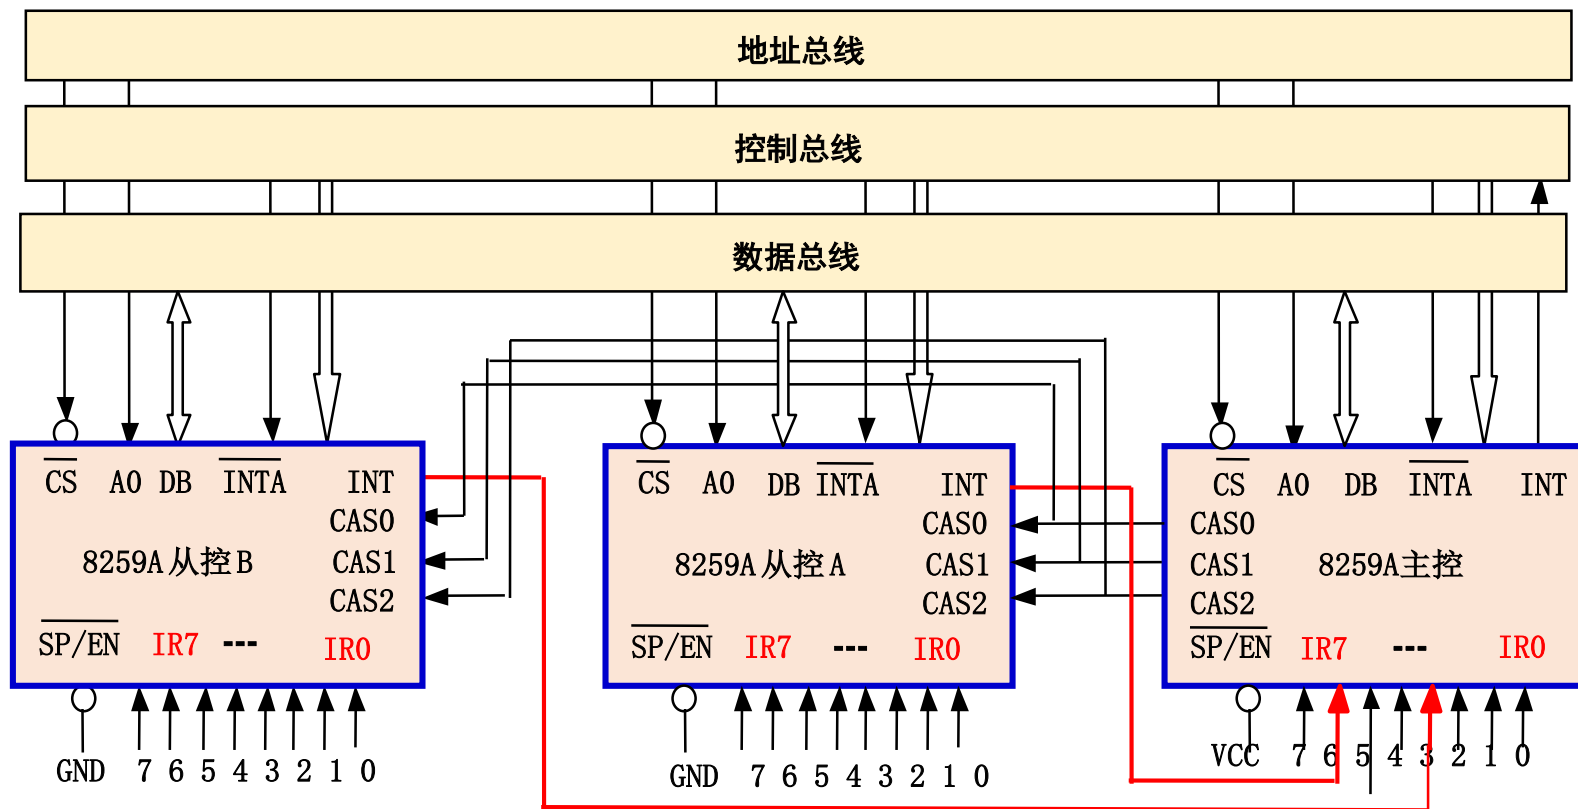 地址总线
控制总线
数据总线
CS A0 DB INTA INT
CAS0
8259A从控B CAS1
CAS2
SP/EN IR7 --- IR0
GND 7 6 5 4 3 2 1 0
CS A0 DB INTA INT
CAS0
8259A从控A CAS1
CAS2
SP/EN IR7 --- IR0
GND 7 6 5 4 3 2 1 0
CS A0 DB INTA INT
CAS0
CAS1 8259A主控
CAS2
SP/EN IR7 --- IR0
VCC 7 6 5 4 3 2 1 0